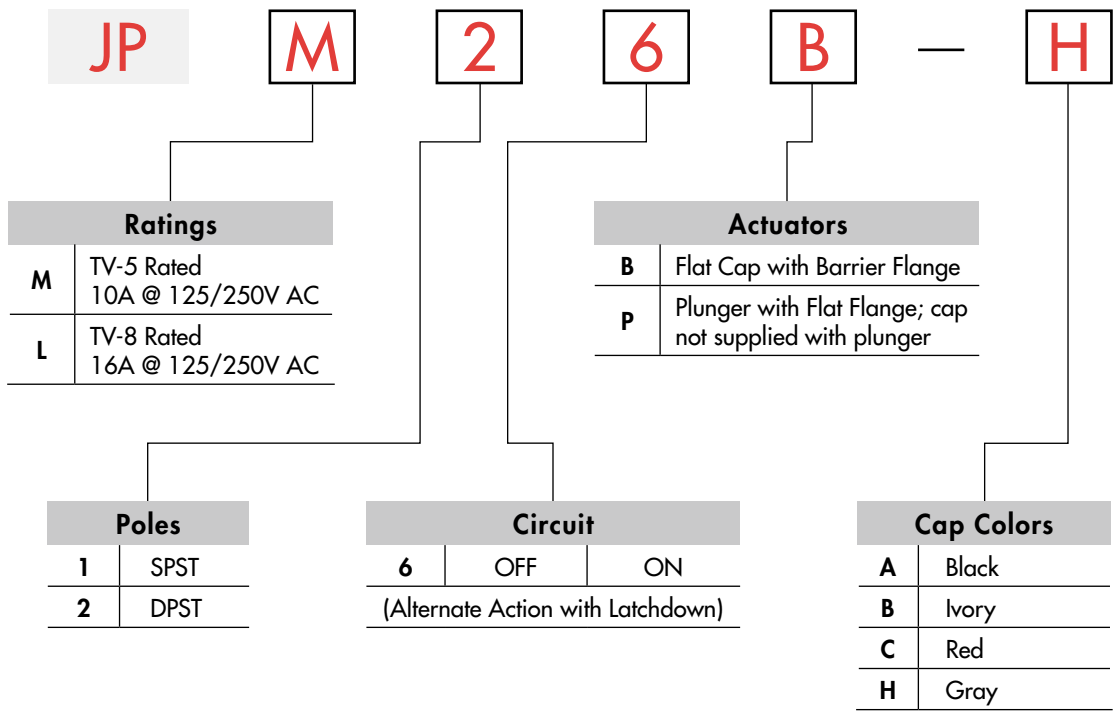 JP M 2 6 B — H
Ratings
M TV-5 Rated
10A @ 125/250V AC
L TV-8 Rated
16A @ 125/250V AC
Actuators
B Flat Cap with Barrier Flange
P Plunger with Flat Flange; cap
not supplied with plunger
Poles
1 SPST
2 DPST
Circuit
6 OFF ON
(Alternate Action with Latchdown)
Cap Colors
A Black
B Ivory
C Red
H Gray